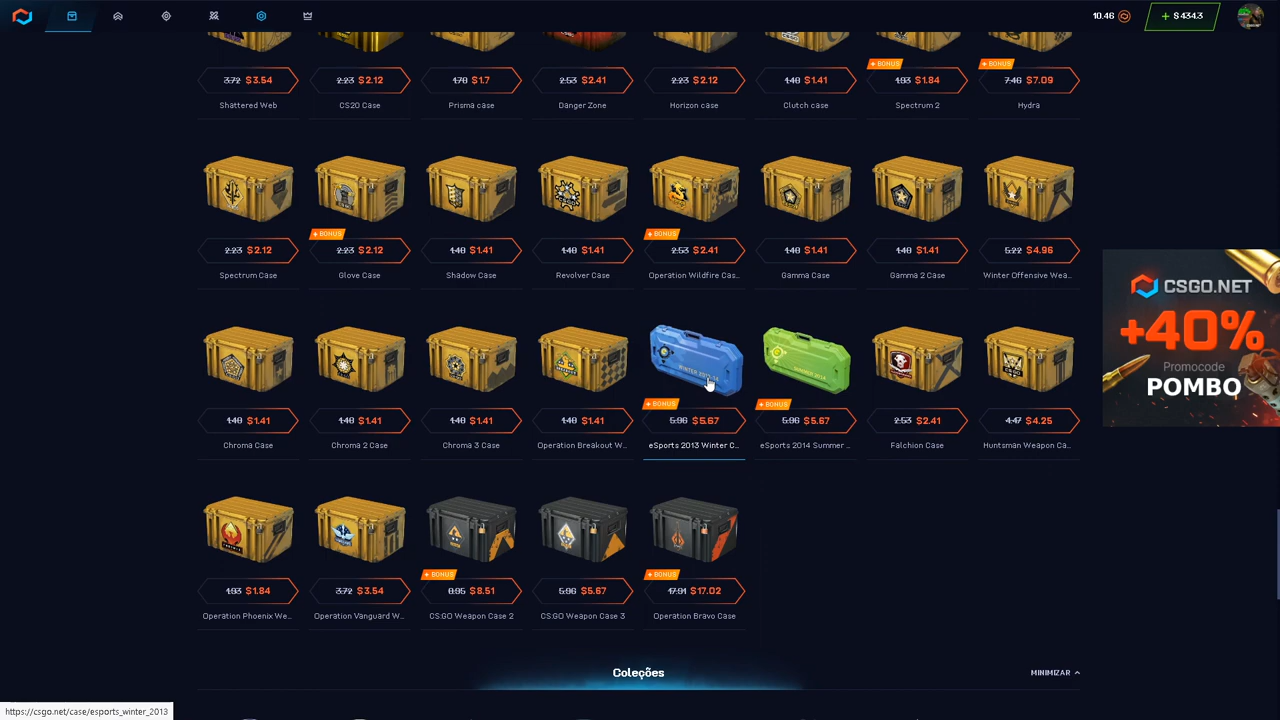 10.46
+ $ 434.3
+ BONUS
+ BONUS
3.72 $3.54
2.23 $2.12
1.78 $1.7
2.53 $2.41
2.23 $2.12
1.48 $1.41
1.93 $1.84
7.46 $7.09
Shattered Web
CS20 Case
Prisma case
Danger Zone
Horizon case
Clutch case
Spectrum 2
Hydra
+ BONUS
+ BONUS
2.23 $2.12
2.23 $2.12
1.48 $1.41
1.48 $1.41
2.53 $2.41
1.48 $1.41
1.48 $1.41
5.22 $4.96
Spectrum Case
Glove Case
Shadow Case
Revolver Case
Operation Wildfire Cas...
Gamma Case
Gamma 2 Case
Winter Offensive Wea...
CSGO.NET
+40%
Promocode
POMBO
WINTER 2013-14
SUMMER 2014
+ BONUS
+ BONUS
1.48 $1.41
1.48 $1.41
1.48 $1.41
1.48 $1.41
5.96 $5.67
5.96 $5.67
2.53 $2.41
4.47 $4.25
Chroma Case
Chroma 2 Case
Chroma 3 Case
Operation Breakout W...
eSports 2013 Winter C...
eSports 2014 Summer ...
Falchion Case
Huntsman Weapon Ca...
+ BONUS
+ BONUS
1.93 $1.84
3.72 $3.54
8.95 $8.51
5.96 $5.67
17.91 $17.02
Operation Phoenix We...
Operation Vanguard W...
CS:GO Weapon Case 2
CS:GO Weapon Case 3
Operation Bravo Case
Coleções
MINIMIZAR
https://csgo.net/case/esports_winter_2013